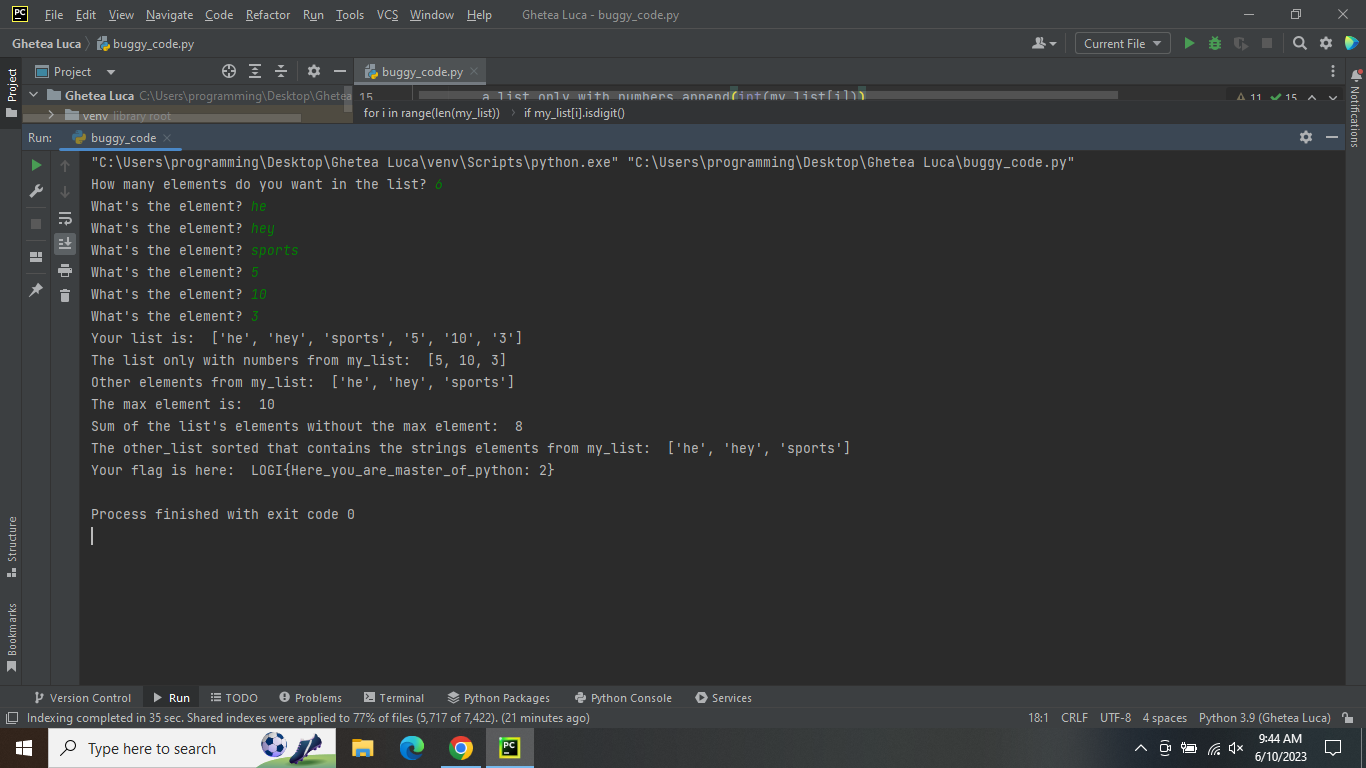 PC File Edit View Navigate Code Refactor Run Tools VCS Window Help Ghetea Luca - buggy_code.py
Ghetea Luca buggy_code.py Current File
Project buggy_code.py
Ghetea Luca C:\Users\programming\Desktop\Ghetea 15 a_list_only_with_numbers.append(int(my_list[i])) 11 15
venv library root for i in range(len(my_list)) if my_list[i].isdigit()
Project
Notifications
Run: buggy_code
"C:\Users\programming\Desktop\Ghetea Luca\venv\Scripts\python.exe" "C:\Users\programming\Desktop\Ghetea Luca\buggy_code.py"
How many elements do you want in the list? 6
What's the element? he
What's the element? hey
What's the element? sports
What's the element? 5
What's the element? 10
What's the element? 3
Your list is:  ['he', 'hey', 'sports', '5', '10', '3']
The list only with numbers from my_list:  [5, 10, 3]
Other elements from my_list:  ['he', 'hey', 'sports']
The max element is:  10
Sum of the list's elements without the max element:  8
The other_list sorted that contains the strings elements from my_list:  ['he', 'hey', 'sports']
Your flag is here:  LOGI{Here_you_are_master_of_python: 2}
Process finished with exit code 0
Structure
Bookmarks
Version Control Run TODO Problems Terminal Python Packages Python Console Services
Indexing completed in 35 sec. Shared indexes were applied to 77% of files (5,717 of 7,422). (21 minutes ago) 18:1 CRLF UTF-8 4 spaces Python 3.9 (Ghetea Luca)
Type here to search PC 9:44 AM
6/10/2023